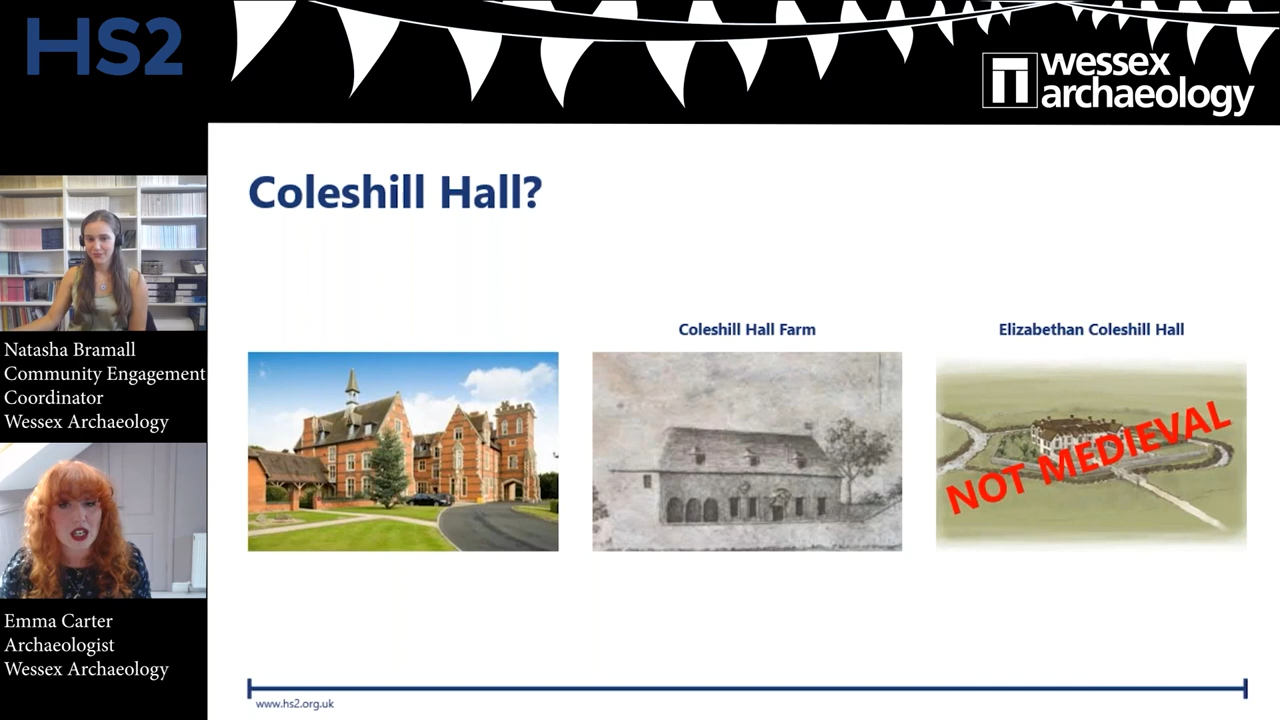 HS2
wessex
archaeology
Natasha Bramall
Community Engagement
Coordinator
Wessex Archaeology
Emma Carter
Archaeologist
Wessex Archaeology
Coleshill Hall?
Coleshill Hall Farm
Elizabethan Coleshill Hall
NOT MEDIEVAL
www.hs2.org.uk